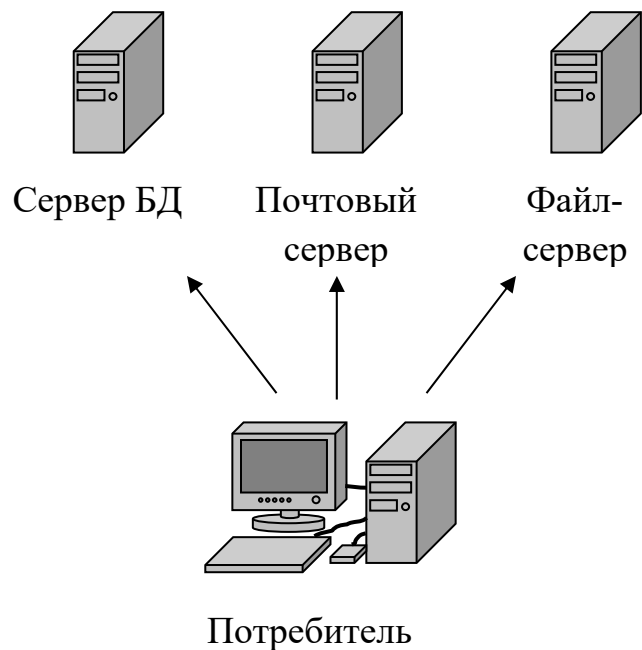 Сервер БД
Почтовый
сервер
Файл-
сервер
Потребитель